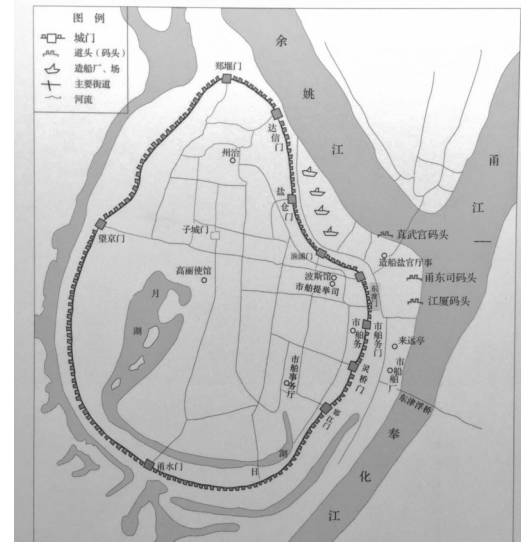 图 例
城门
道头（码头）
造船厂、场
主要街道
河流
余姚江
甬江
奉化江
郑堰门
达信门
州治
盐仓门
子城门
望京门
渔浦门
真武宫码头
造船盐官厅事
甬东司码头
江厦码头
高丽使馆
波斯馆
市舶提举司
东渡门
月湖
市舶务
市舶务门
来远亭
市舶厂
灵桥门
市舶事务厅
东津浮桥
日湖
甬水门